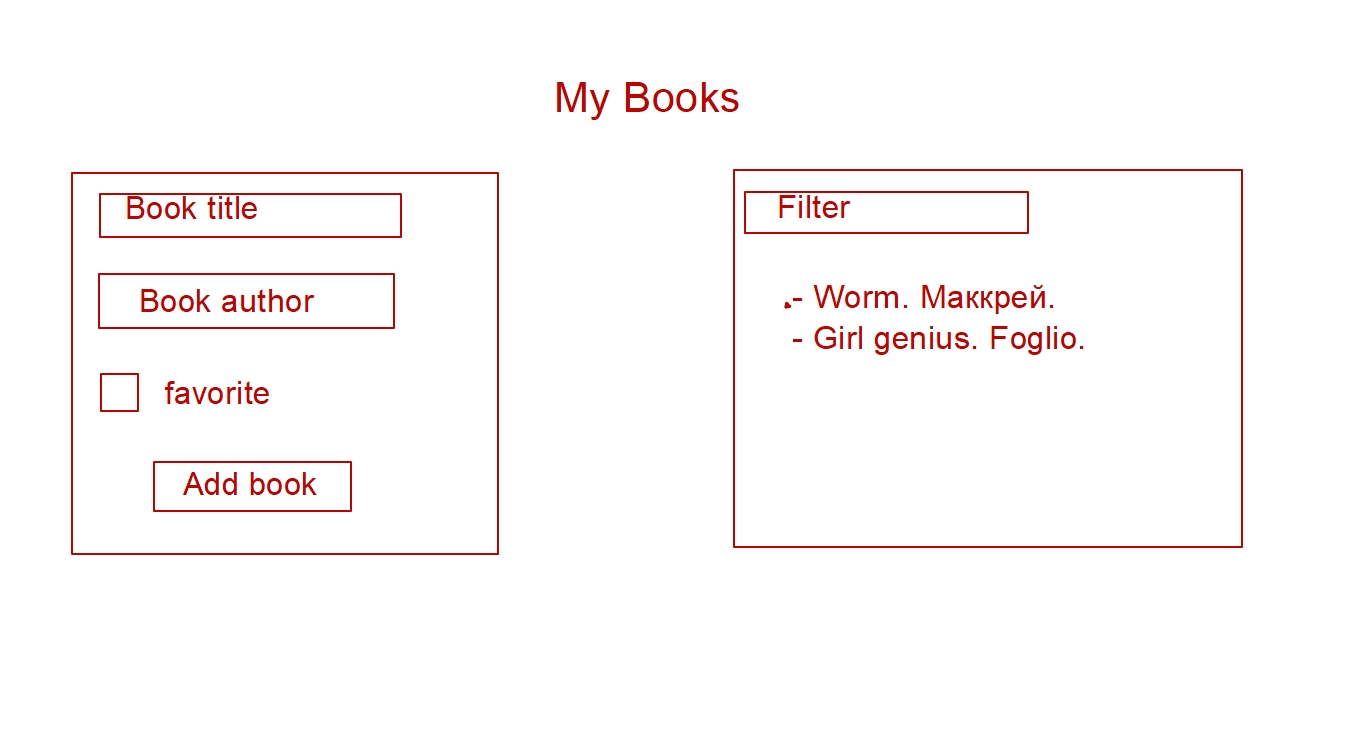 My Books
Book title
Book author
favorite
Add book
Filter
- Worm. Маккрей.
- Girl genius. Foglio.